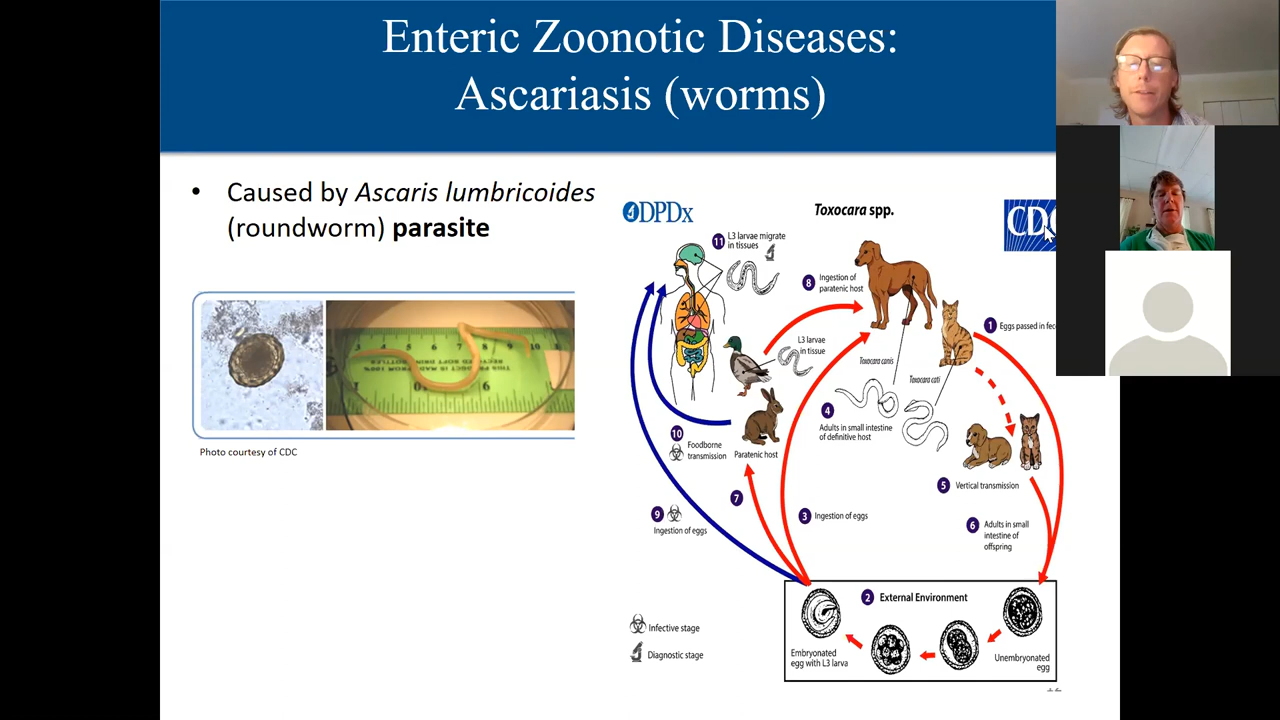 Enteric Zoonotic Diseases:
Ascariasis (worms)
• Caused by Ascaris lumbricoides
(roundworm) parasite
Photo courtesy of CDC
DPDx
Toxocara spp.
CDC
11 L3 larvae migrate
in tissues
8 Ingestion of
paratenic host
1 Eggs passed in fec
L3 larvae
in tissue
Toxocara canis
Toxocara cati
4
Adults in small intestine
of definitive host
10
Foodborne
transmission
Paratenic host
5 Vertical transmission
7
9
Ingestion of eggs
3 Ingestion of eggs
6 Adults in small
intestine of
offspring
2 External Environment
Embryonated
egg with L3 larva
Unembryonated
egg
Infective stage
Diagnostic stage